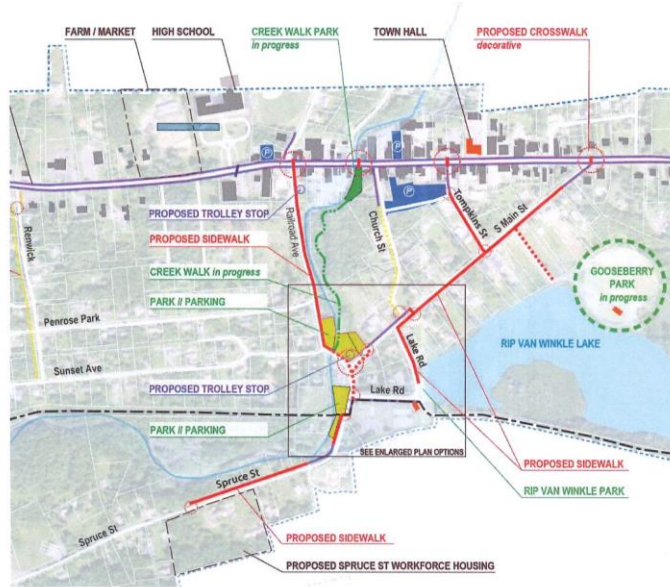 FARM / MARKET
HIGH SCHOOL
CREEK WALK PARK
in progress
TOWN HALL
PROPOSED CROSSWALK
decorative
P
P
P
PROPOSED TROLLEY STOP
Renwick
Railroad Ave
Church St
Tompkins St
S Main St
PROPOSED SIDEWALK
CREEK WALK in progress
GOOSEBERRY
PARK
in progress
PARK // PARKING
Penrose Park
Lake Rd
RIP VAN WINKLE LAKE
Sunset Ave
PROPOSED TROLLEY STOP
Lake Rd
PARK // PARKING
SEE ENLARGED PLAN OPTIONS
PROPOSED SIDEWALK
Spruce St
RIP VAN WINKLE PARK
Spruce St
PROPOSED SIDEWALK
PROPOSED SPRUCE ST WORKFORCE HOUSING